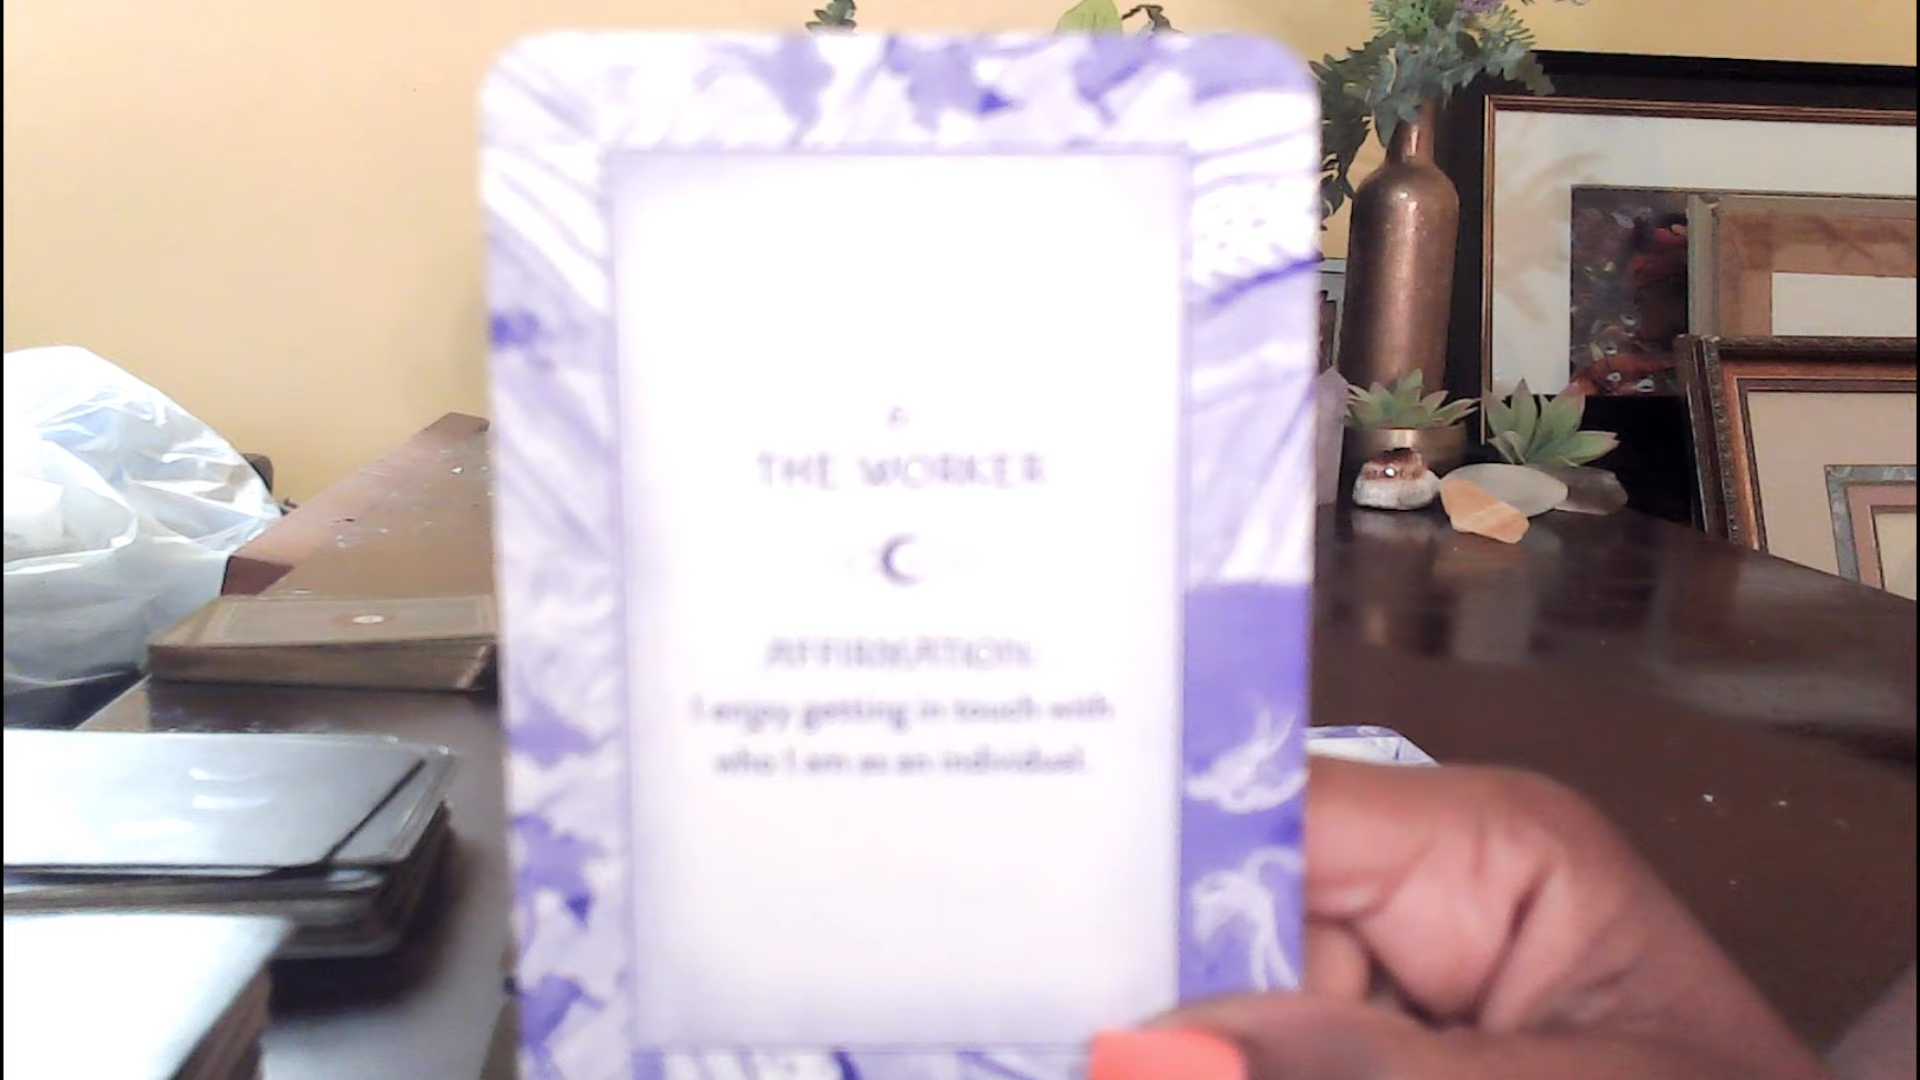 THE WORKER
AFFIRMATION
I enjoy getting in touch with
who I am as an individual.